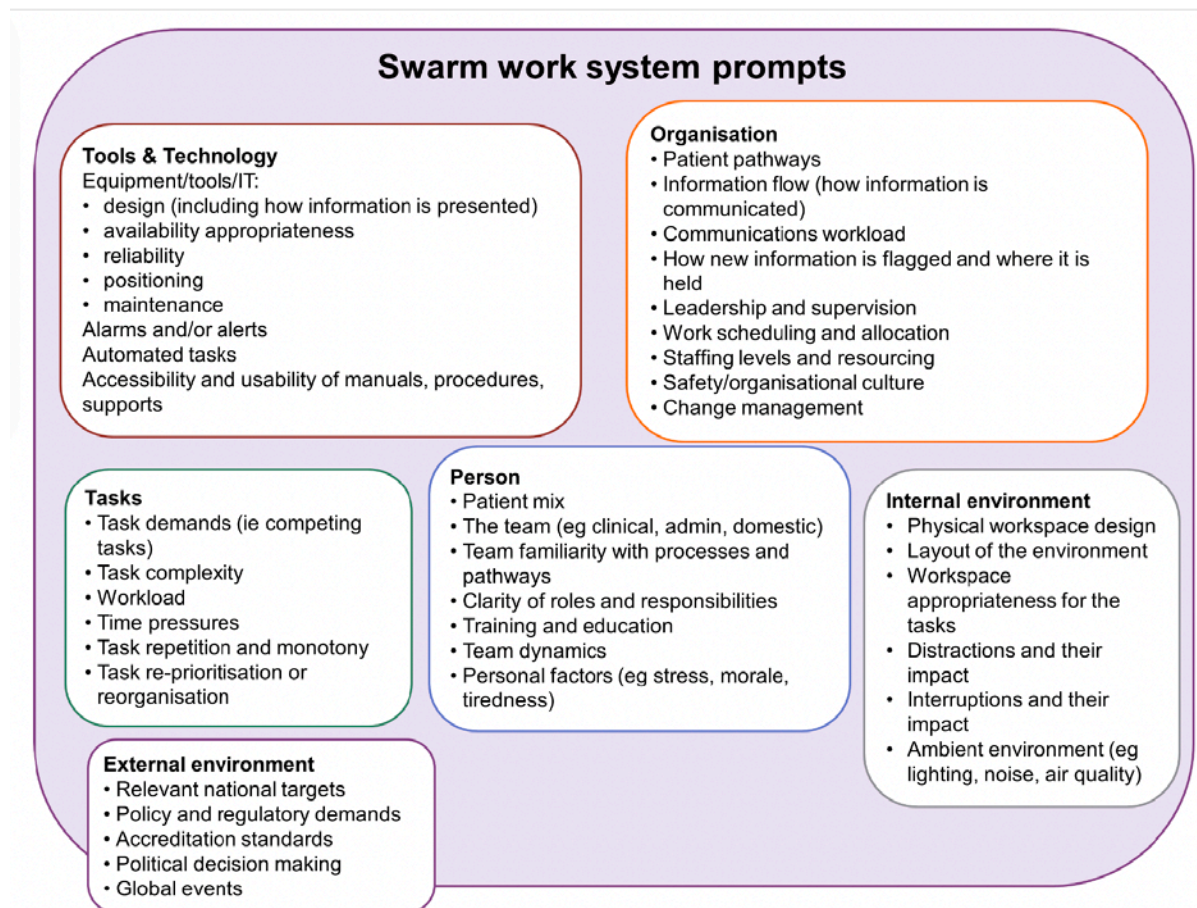 Swarm work system prompts
Tools & Technology
Equipment/tools/IT:
• design (including how information is presented)
• availability appropriateness
• reliability
• positioning
• maintenance
Alarms and/or alerts
Automated tasks
Accessibility and usability of manuals, procedures,
supports
Organisation
• Patient pathways
• Information flow (how information is
communicated)
• Communications workload
• How new information is flagged and where it is
held
• Leadership and supervision
• Work scheduling and allocation
• Staffing levels and resourcing
• Safety/organisational culture
• Change management
Tasks
• Task demands (ie competing
tasks)
• Task complexity
• Workload
• Time pressures
• Task repetition and monotony
• Task re-prioritisation or
reorganisation
Person
• Patient mix
• The team (eg clinical, admin, domestic)
• Team familiarity with processes and
pathways
• Clarity of roles and responsibilities
• Training and education
• Team dynamics
• Personal factors (eg stress, morale,
tiredness)
Internal environment
• Physical workspace design
• Layout of the environment
• Workspace
appropriateness for the
tasks
• Distractions and their
impact
• Interruptions and their
impact
• Ambient environment (eg
lighting, noise, air quality)
External environment
• Relevant national targets
• Policy and regulatory demands
• Accreditation standards
• Political decision making
• Global events